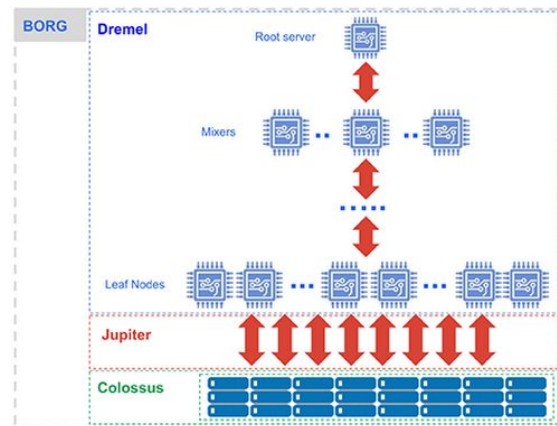 BORG
Dremel
Root server
Mixers
Leaf Nodes
Jupiter
Colossus